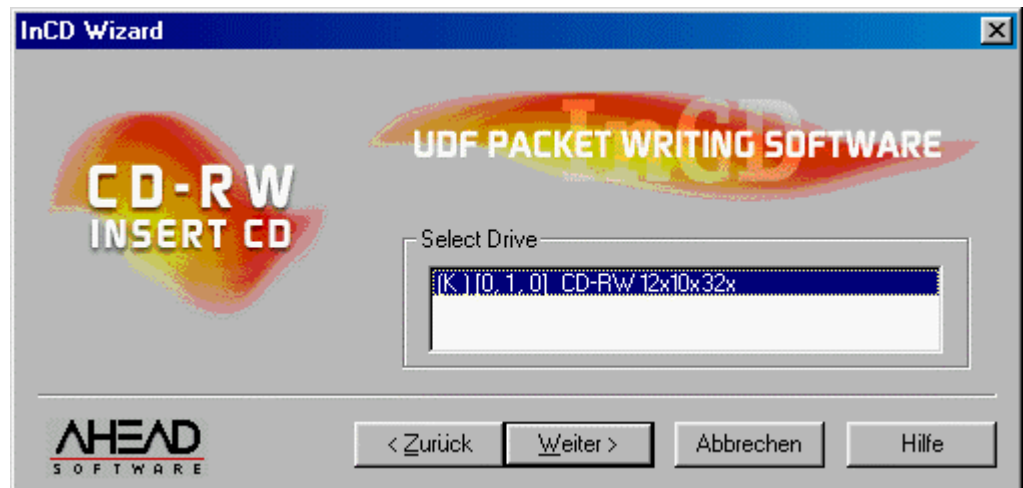 InCD Wizard
InCD
UDF PACKET WRITING SOFTWARE
CD-RW
INSERT CD
Select Drive
(K ) [0, 1, 0] CD-RW 12x10x32x
AHEAD
SOFTWARE
< Zurück
Weiter >
Abbrechen
Hilfe